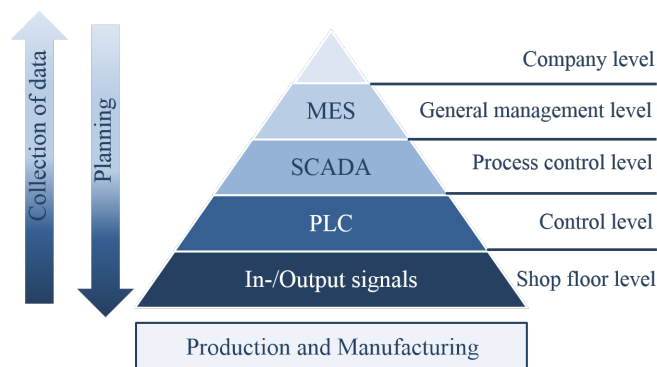 Collection of data
Planning
Company level
MES
General management level
SCADA
Process control level
PLC
Control level
In-/Output signals
Shop floor level
Production and Manufacturing